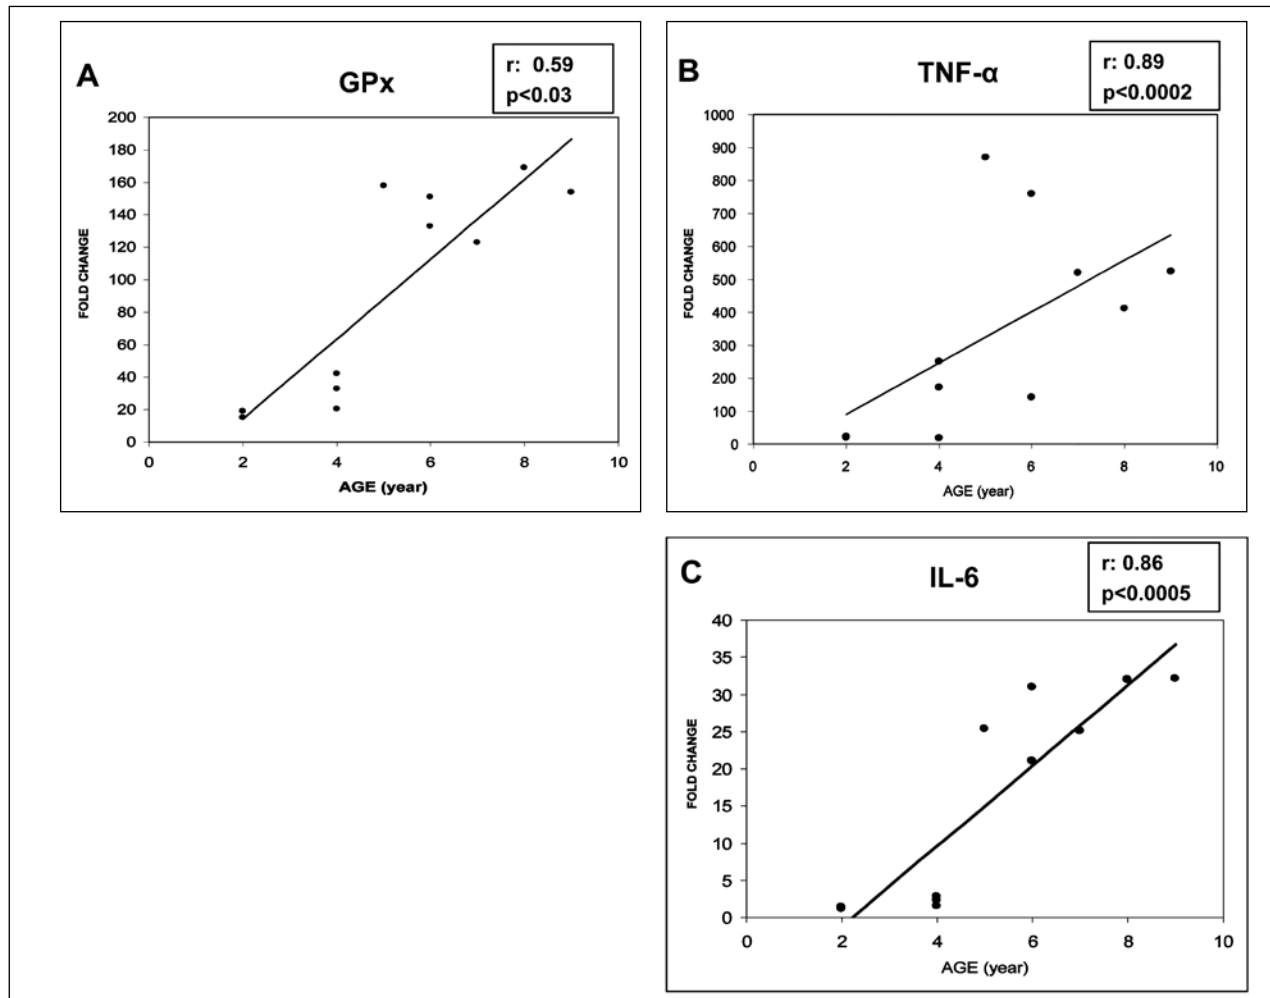 A
GPx
r: 0.59
p<0.03
200
180
160
140
120
100
80
60
40
20
0
FOLD CHANGE
0 2 4 6 8 10
AGE (year)
B
TNF-α
r: 0.89
p<0.0002
1000
900
800
700
600
500
400
300
200
100
0
FOLD CHANGE
0 2 4 6 8 10
AGE (year)
C
IL-6
r: 0.86
p<0.0005
40
35
30
25
20
15
10
5
0
FOLD CHANGE
0 2 4 6 8 10
AGE (year)